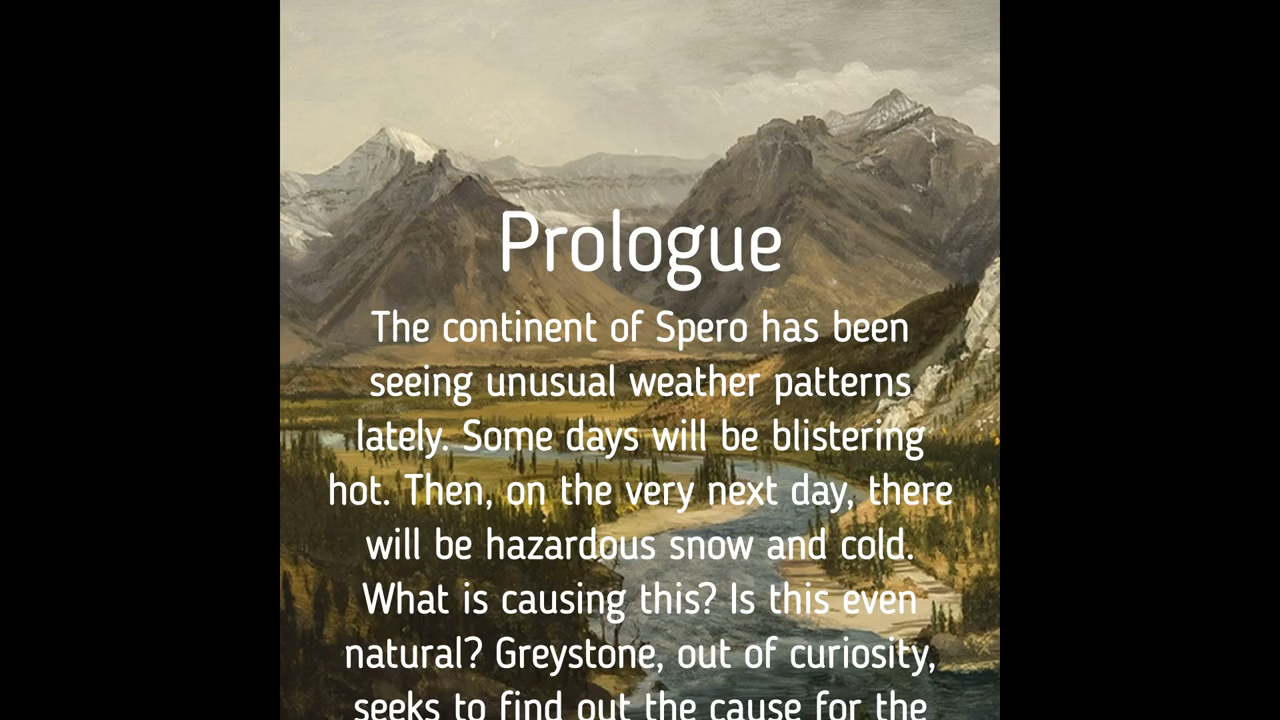 Prologue
The continent of Spero has been
seeing unusual weather patterns
lately. Some days will be blistering
hot. Then, on the very next day, there
will be hazardous snow and cold.
What is causing this? Is this even
natural? Greystone, out of curiosity,
seeks to find out the cause for the